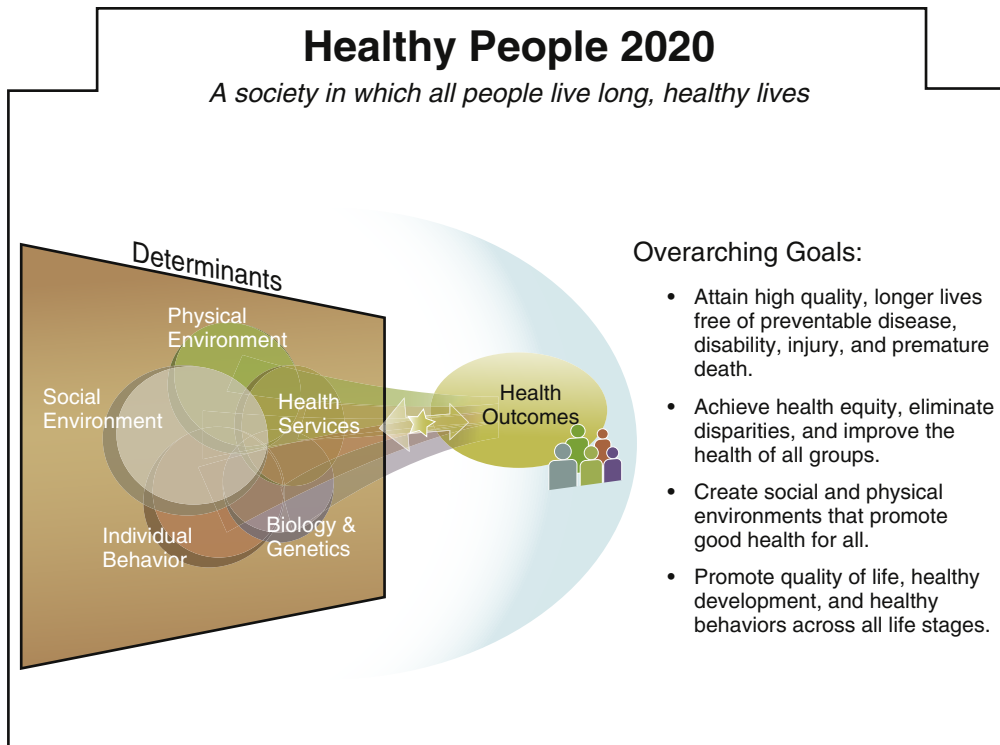 Healthy People 2020
A society in which all people live long, healthy lives
Determinants
Physical
Environment
Social
Environment
Health
Services
Individual
Behavior
Biology &
Genetics
Health
Outcomes
Overarching Goals:
• Attain high quality, longer lives
free of preventable disease,
disability, injury, and premature
death.
• Achieve health equity, eliminate
disparities, and improve the
health of all groups.
• Create social and physical
environments that promote
good health for all.
• Promote quality of life, healthy
development, and healthy
behaviors across all life stages.